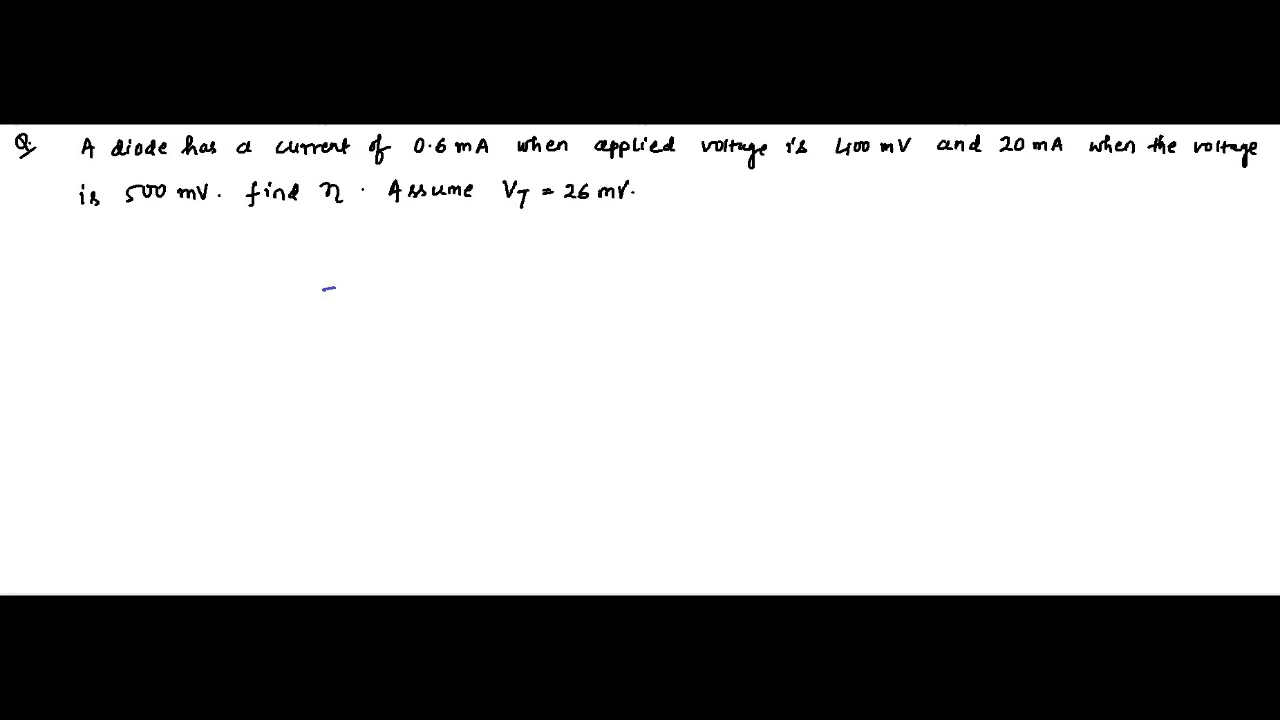 Q. A diode has a current of 0.6 mA when applied voltage is 400 mV and 20 mA when the voltage
is 500 mV. find η. Assume V_T = 26 mV.